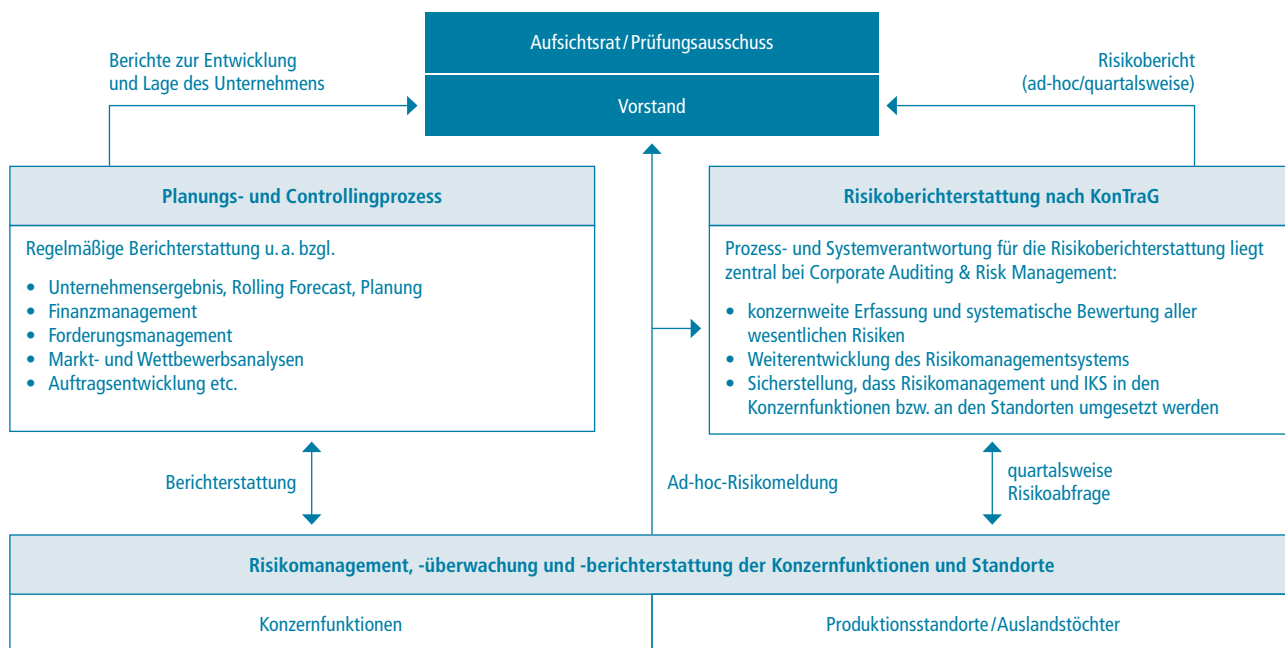 Aufsichtsrat/Prüfungsausschuss
Vorstand
Berichte zur Entwicklung
und Lage des Unternehmens
Risikobericht
(ad-hoc/quartalsweise)
Planungs- und Controllingprozess
Regelmäßige Berichterstattung u. a. bzgl.
• Unternehmensergebnis, Rolling Forecast, Planung
• Finanzmanagement
• Forderungsmanagement
• Markt- und Wettbewerbsanalysen
• Auftragsentwicklung etc.
Risikoberichterstattung nach KonTraG
Prozess- und Systemverantwortung für die Risikoberichterstattung liegt
zentral bei Corporate Auditing & Risk Management:
• konzernweite Erfassung und systematische Bewertung aller
wesentlichen Risiken
• Weiterentwicklung des Risikomanagementsystems
• Sicherstellung, dass Risikomanagement und IKS in den
Konzernfunktionen bzw. an den Standorten umgesetzt werden
Berichterstattung
Ad-hoc-Risikomeldung
quartalsweise
Risikoabfrage
Risikomanagement, -überwachung und -berichterstattung der Konzernfunktionen und Standorte
Konzernfunktionen
Produktionsstandorte/Auslandstöchter